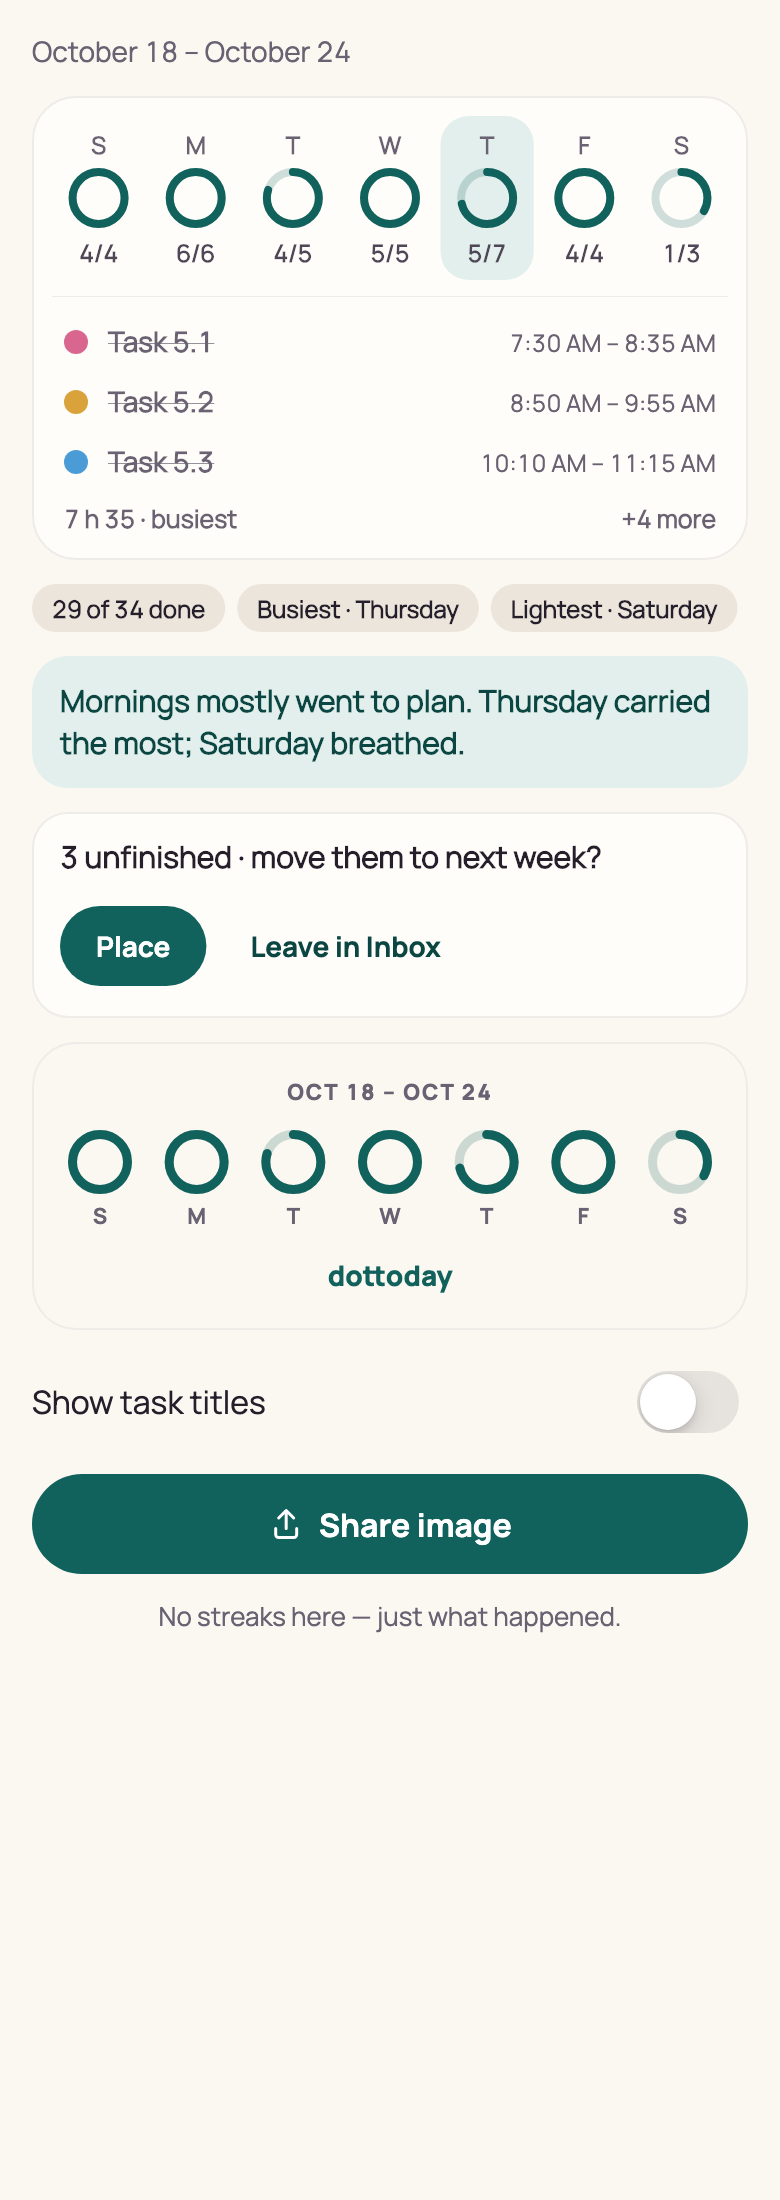 October 18 – October 24
S M T W T F S
4/4 6/6 4/5 5/5 5/7 4/4 1/3
Task 5.1 7:30 AM – 8:35 AM
Task 5.2 8:50 AM – 9:55 AM
Task 5.3 10:10 AM – 11:15 AM
7 h 35 · busiest +4 more
29 of 34 done Busiest · Thursday Lightest · Saturday
Mornings mostly went to plan. Thursday carried
the most; Saturday breathed.
3 unfinished · move them to next week?
Place Leave in Inbox
OCT 18 – OCT 24
S M T W T F S
dottoday
Show task titles
Share image
No streaks here — just what happened.